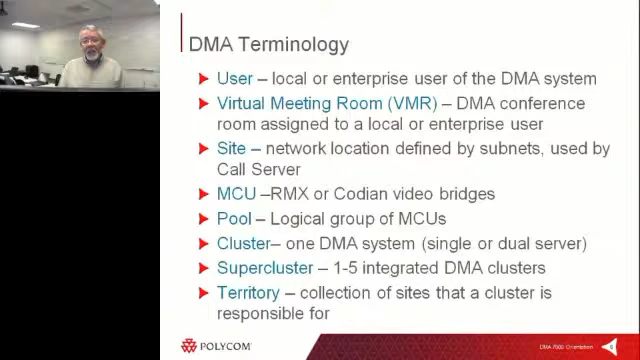 DMA Terminology
User – local or enterprise user of the DMA system
Virtual Meeting Room (VMR) – DMA conference
room assigned to a local or enterprise user
Site – network location defined by subnets, used by
Call Server
MCU –RMX or Codian video bridges
Pool – Logical group of MCUs
Cluster– one DMA system (single or dual server)
Supercluster – 1-5 integrated DMA clusters
Territory – collection of sites that a cluster is
responsible for
POLYCOM
DMA 7000 Orientation